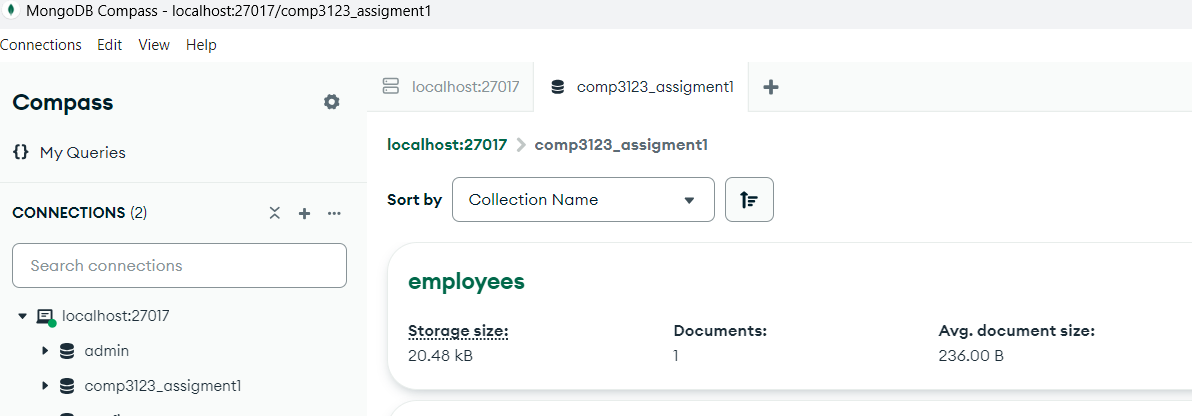 MongoDB Compass - localhost:27017/comp3123_assigment1
Connections Edit View Help
Compass
{} My Queries
CONNECTIONS (2)
Search connections
localhost:27017
admin
comp3123_assigment1
localhost:27017 comp3123_assigment1
localhost:27017 > comp3123_assigment1
Sort by Collection Name
employees
Storage size: Documents: Avg. document size:
20.48 kB 1 236.00 B